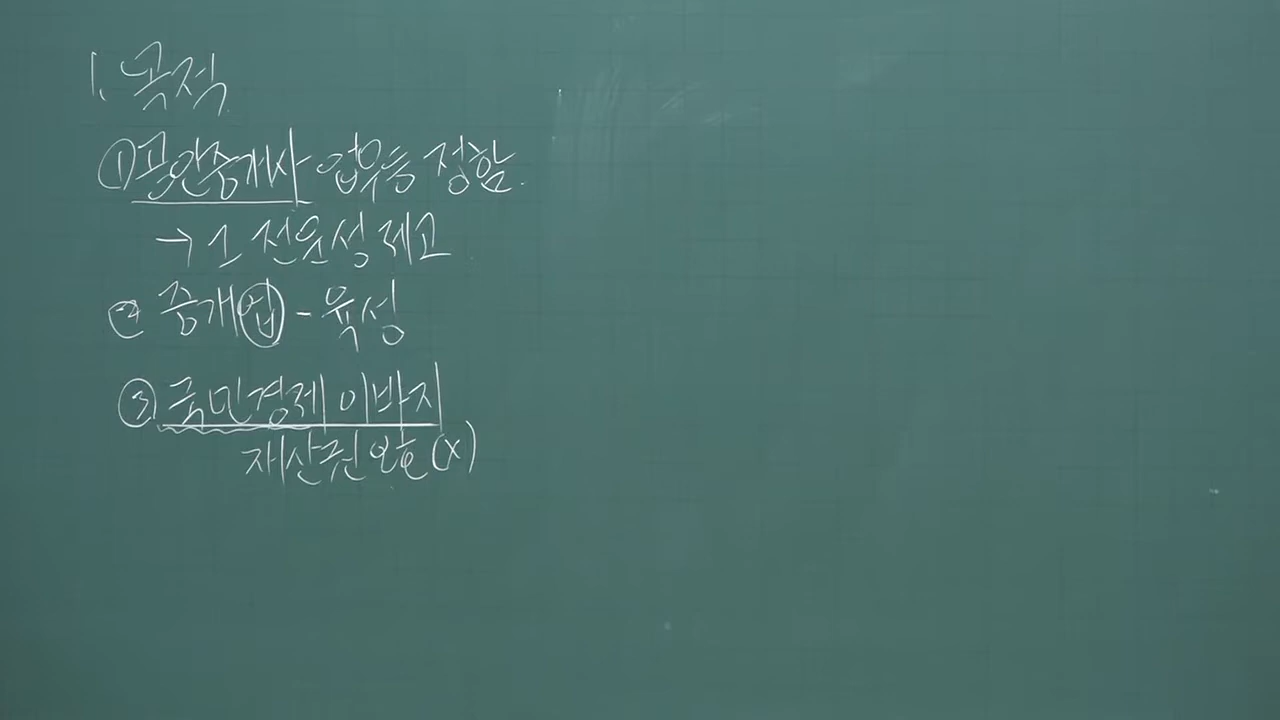 1. 목적
① 공인중개사 업무등 정함.
→ 그 전문성 제고
② 중개업 - 육성
③ 국민경제 이바지
재산권 보호 (X)